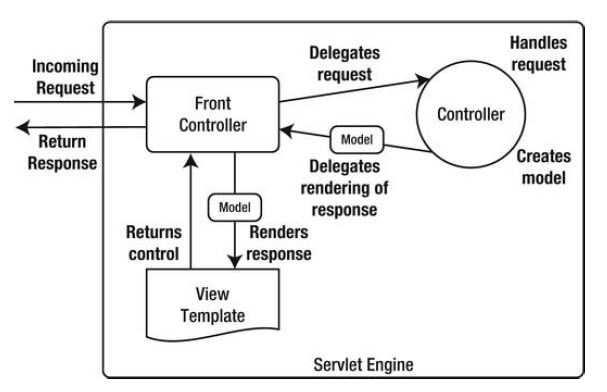 Incoming
Request
Return
Response
Front
Controller
Delegates
request
Handles
request
Controller
Creates
model
Model
Delegates
rendering of
response
Model
Returns
control
Renders
response
View
Template
Servlet Engine